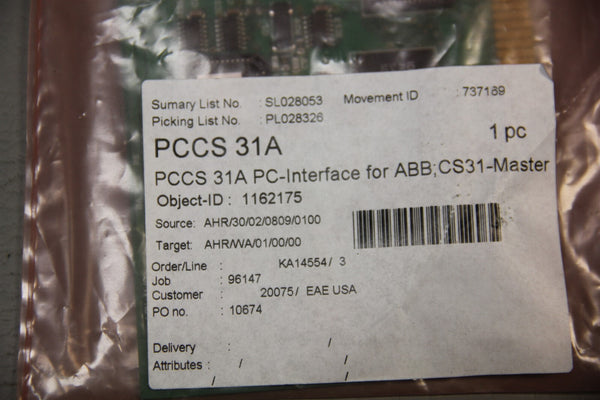 Sumary List No. : SL028053 Movement ID : 737189
Picking List No. : PL028326
PCCS 31A 1 pc
PCCS 31A PC-Interface for ABB;CS31-Master
Object-ID : 1162175
Source: AHR/30/02/0809/0100
Target: AHR/WA/01/00/00
Order/Line : KA14554/ 3
Job : 96147
Customer : 20075/ EAE USA
PO no. : 10674
Delivery : /
Attributes : / /
/ /